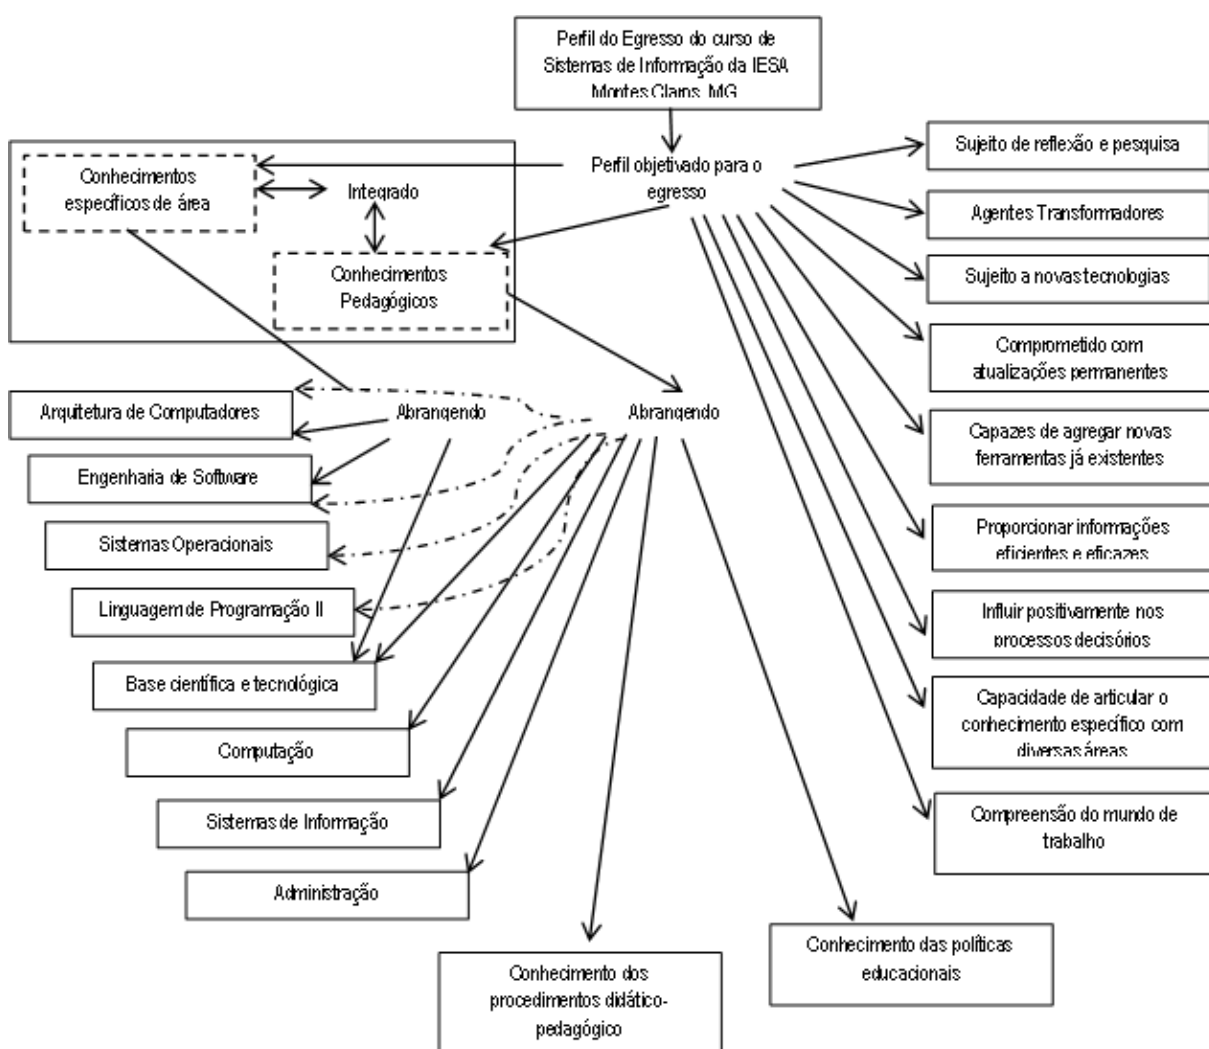 Perfil do Egresso do curso de
Sistemas de Informação da IESA
Montes Claros, MG
Perfil objetivado para o
egresso
Conhecimentos
específicos de área
Integrado
Conhecimentos
Pedagógicos
Sujeito de reflexão e pesquisa
Agentes Transformadores
Sujeito a novas tecnologias
Comprometido com
atualizações permanentes
Capazes de agregar novas
ferramentas já existentes
Proporcionar informações
eficientes e eficazes
Influir positivamente nos
processos decisórios
Capacidade de articular o
conhecimento específico com
diversas áreas
Compreensão do mundo de
trabalho
Abrangendo
Abrangendo
Arquitetura de Computadores
Engenharia de Software
Sistemas Operacionais
Linguagem de Programação II
Base científica e tecnológica
Computação
Sistemas de Informação
Administração
Conhecimento dos
procedimentos didático-
pedagógico
Conhecimento das políticas
educacionais